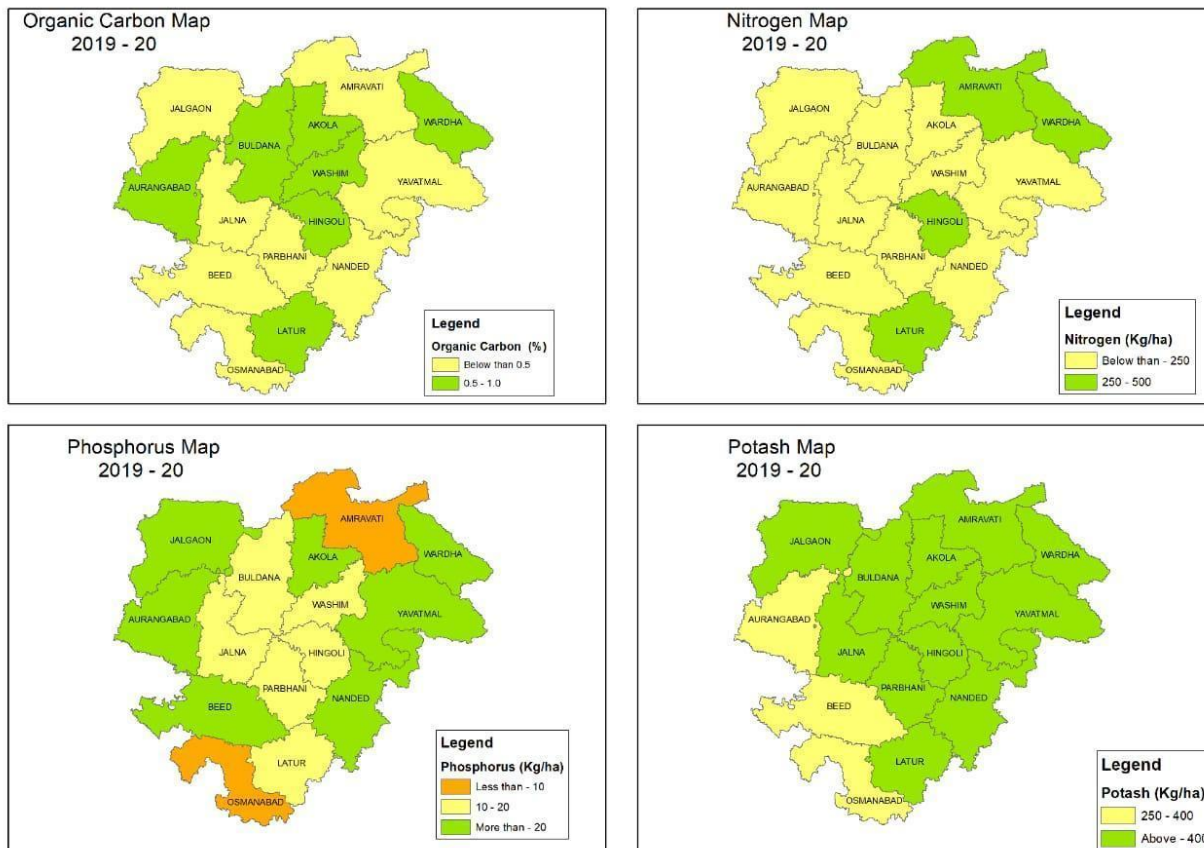 Organic Carbon Map
2019 - 20
JALGAON
AMRAVATI
WARDHA
AKOLA
BULDANA
WASHIM
AURANGABAD
YAVATMAL
JALNA
HINGOLI
PARBHANI
NANDED
BEED
LATUR
OSMANABAD
Legend
Organic Carbon (%)
Below than 0.5
0.5 - 1.0
Nitrogen Map
2019 - 20
JALGAON
AMRAVATI
WARDHA
AKOLA
BULDANA
WASHIM
AURANGABAD
YAVATMAL
JALNA
HINGOLI
PARBHANI
NANDED
BEED
LATUR
OSMANABAD
Legend
Nitrogen (Kg/ha)
Below than - 250
250 - 500
Phosphorus Map
2019 - 20
JALGAON
AMRAVATI
WARDHA
AKOLA
BULDANA
WASHIM
AURANGABAD
YAVATMAL
JALNA
HINGOLI
PARBHANI
NANDED
BEED
LATUR
OSMANABAD
Legend
Phosphorus (Kg/ha)
Less than - 10
10 - 20
More than - 20
Potash Map
2019 - 20
JALGAON
AMRAVATI
WARDHA
AKOLA
BULDANA
WASHIM
AURANGABAD
YAVATMAL
JALNA
HINGOLI
PARBHANI
NANDED
BEED
LATUR
OSMANABAD
Legend
Potash (Kg/ha)
250 - 400
Above - 400